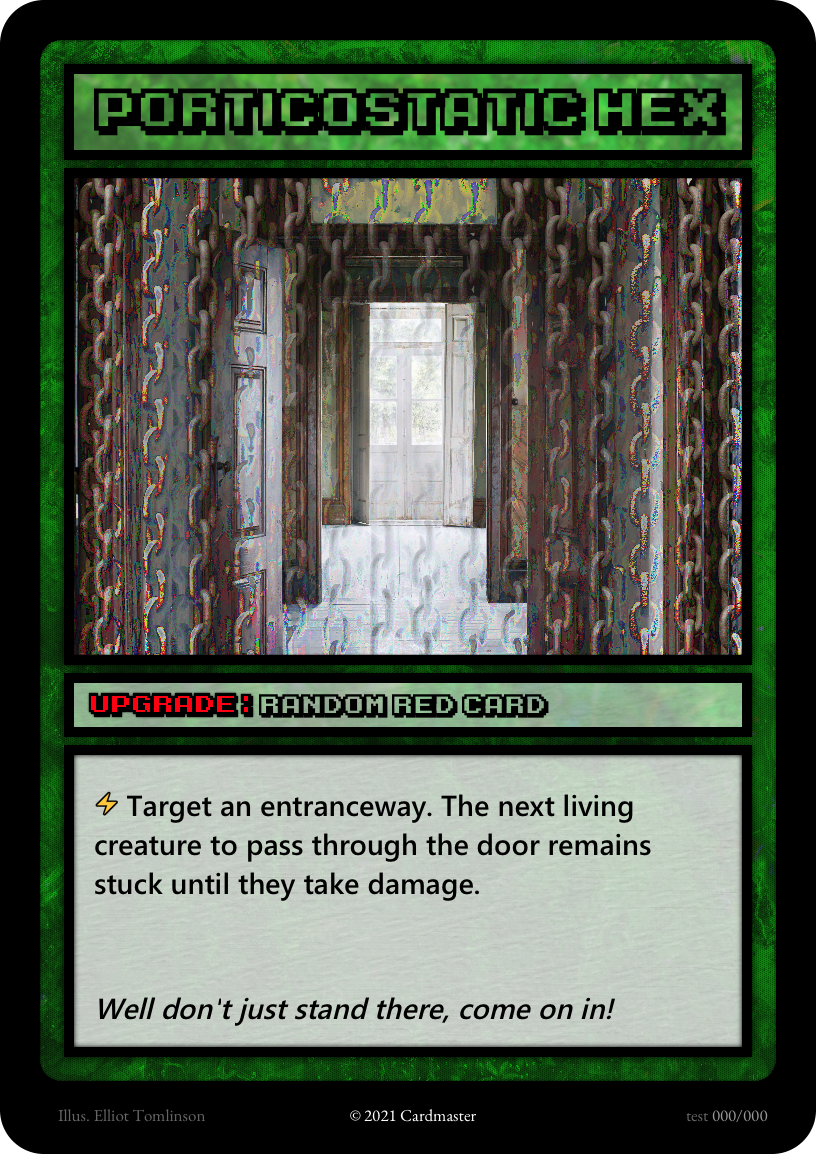 PORTICOSTATIC HEX
UPGRADE: RANDOM RED CARD
⚡ Target an entranceway. The next living
creature to pass through the door remains
stuck until they take damage.
Well don't just stand there, come on in!
Illus. Elliot Tomlinson © 2021 Cardmaster test 000/000